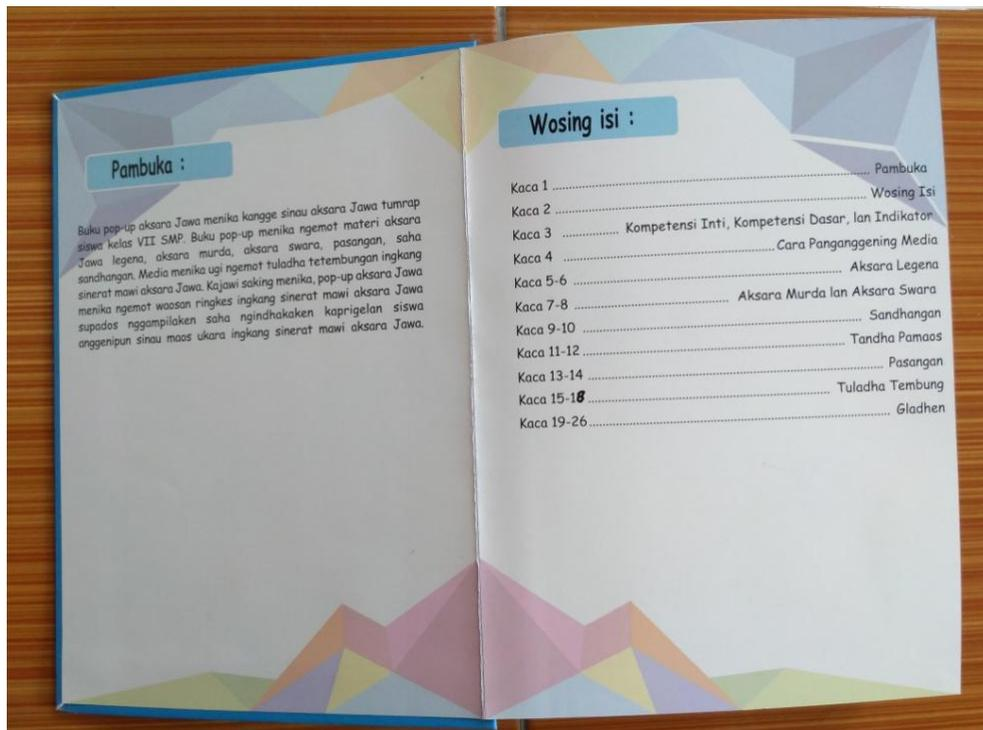 Pambuka :
Buku pop-up aksara Jawa menika kangge sinau aksara Jawa tumrap
siswa kelas VII SMP. Buku pop-up menika ngemot materi aksara
Jawa legena, aksara murda, aksara swara, pasangan, saha
sandhangan. Media menika ugi ngemot tuladha tetembungan ingkang
sinerat mawi aksara Jawa. Kajawi saking menika, pop-up aksara Jawa
menika ngemot waosan ringkes ingkang sinerat mawi aksara Jawa
supados nggampilaken saha ngindhakaken kaprigelan siswa
anggenipun sinau maos ukara ingkang sinerat mawi aksara Jawa.
Wosing isi :
Kaca 1 ........ Pambuka
Kaca 2 ........ Wosing Isi
Kaca 3 ........ Kompetensi Inti, Kompetensi Dasar, lan Indikator
Kaca 4 ........ Cara Panganggening Media
Kaca 5-6 ........ Aksara Legena
Kaca 7-8 ........ Aksara Murda lan Aksara Swara
Kaca 9-10 ........ Sandhangan
Kaca 11-12 ........ Tandha Pamaos
Kaca 13-14 ........ Pasangan
Kaca 15-18 ........ Tuladha Tembung
Kaca 19-26 ........ Gladhen